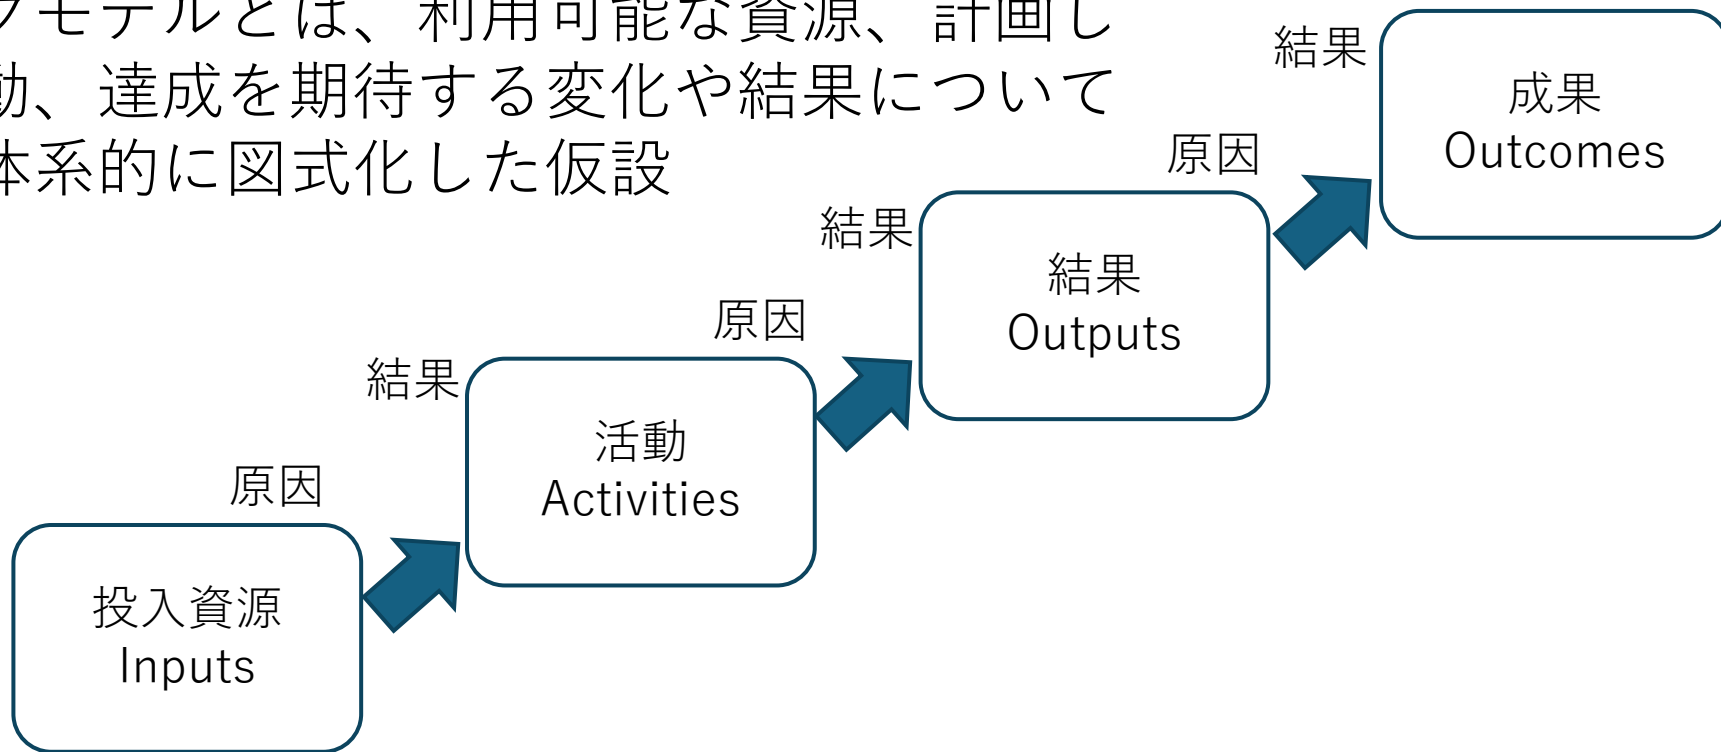 クモデルとは、利用可能な資源、計画し
動、達成を期待する変化や結果について
体系的に図式化した仮設
結果
成果
Outcomes
原因
結果
結果
Outputs
原因
結果
活動
Activities
原因
投入資源
Inputs